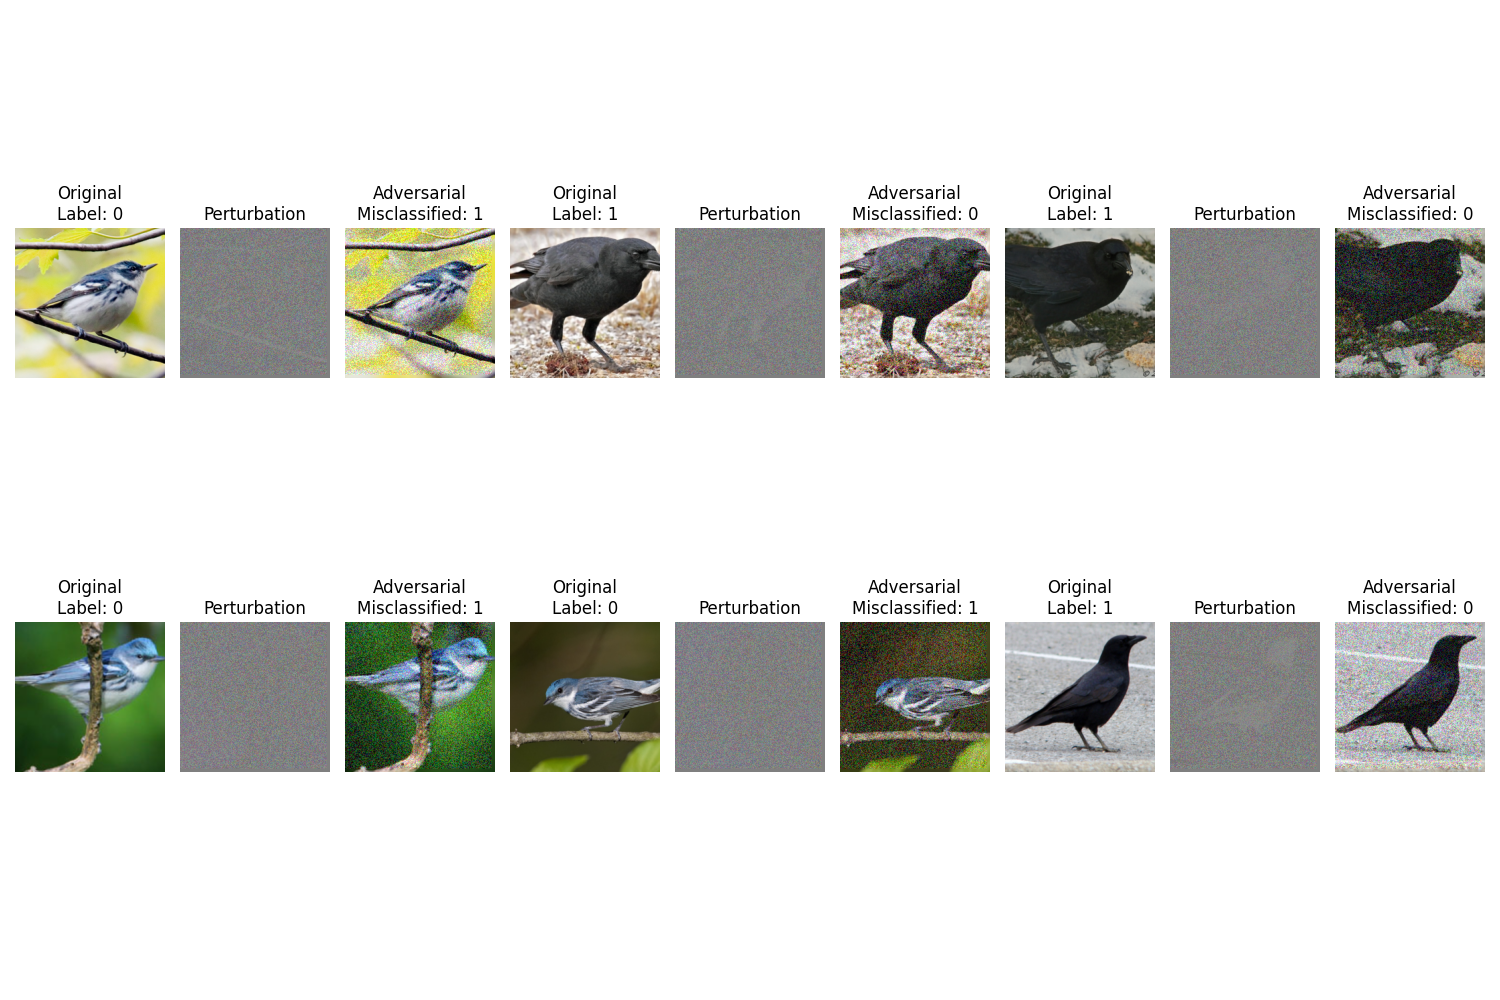 Original
Label: 0
Perturbation
Adversarial
Misclassified: 1
Original
Label: 1
Perturbation
Adversarial
Misclassified: 0
Original
Label: 1
Perturbation
Adversarial
Misclassified: 0
Original
Label: 0
Perturbation
Adversarial
Misclassified: 1
Original
Label: 0
Perturbation
Adversarial
Misclassified: 1
Original
Label: 1
Perturbation
Adversarial
Misclassified: 0